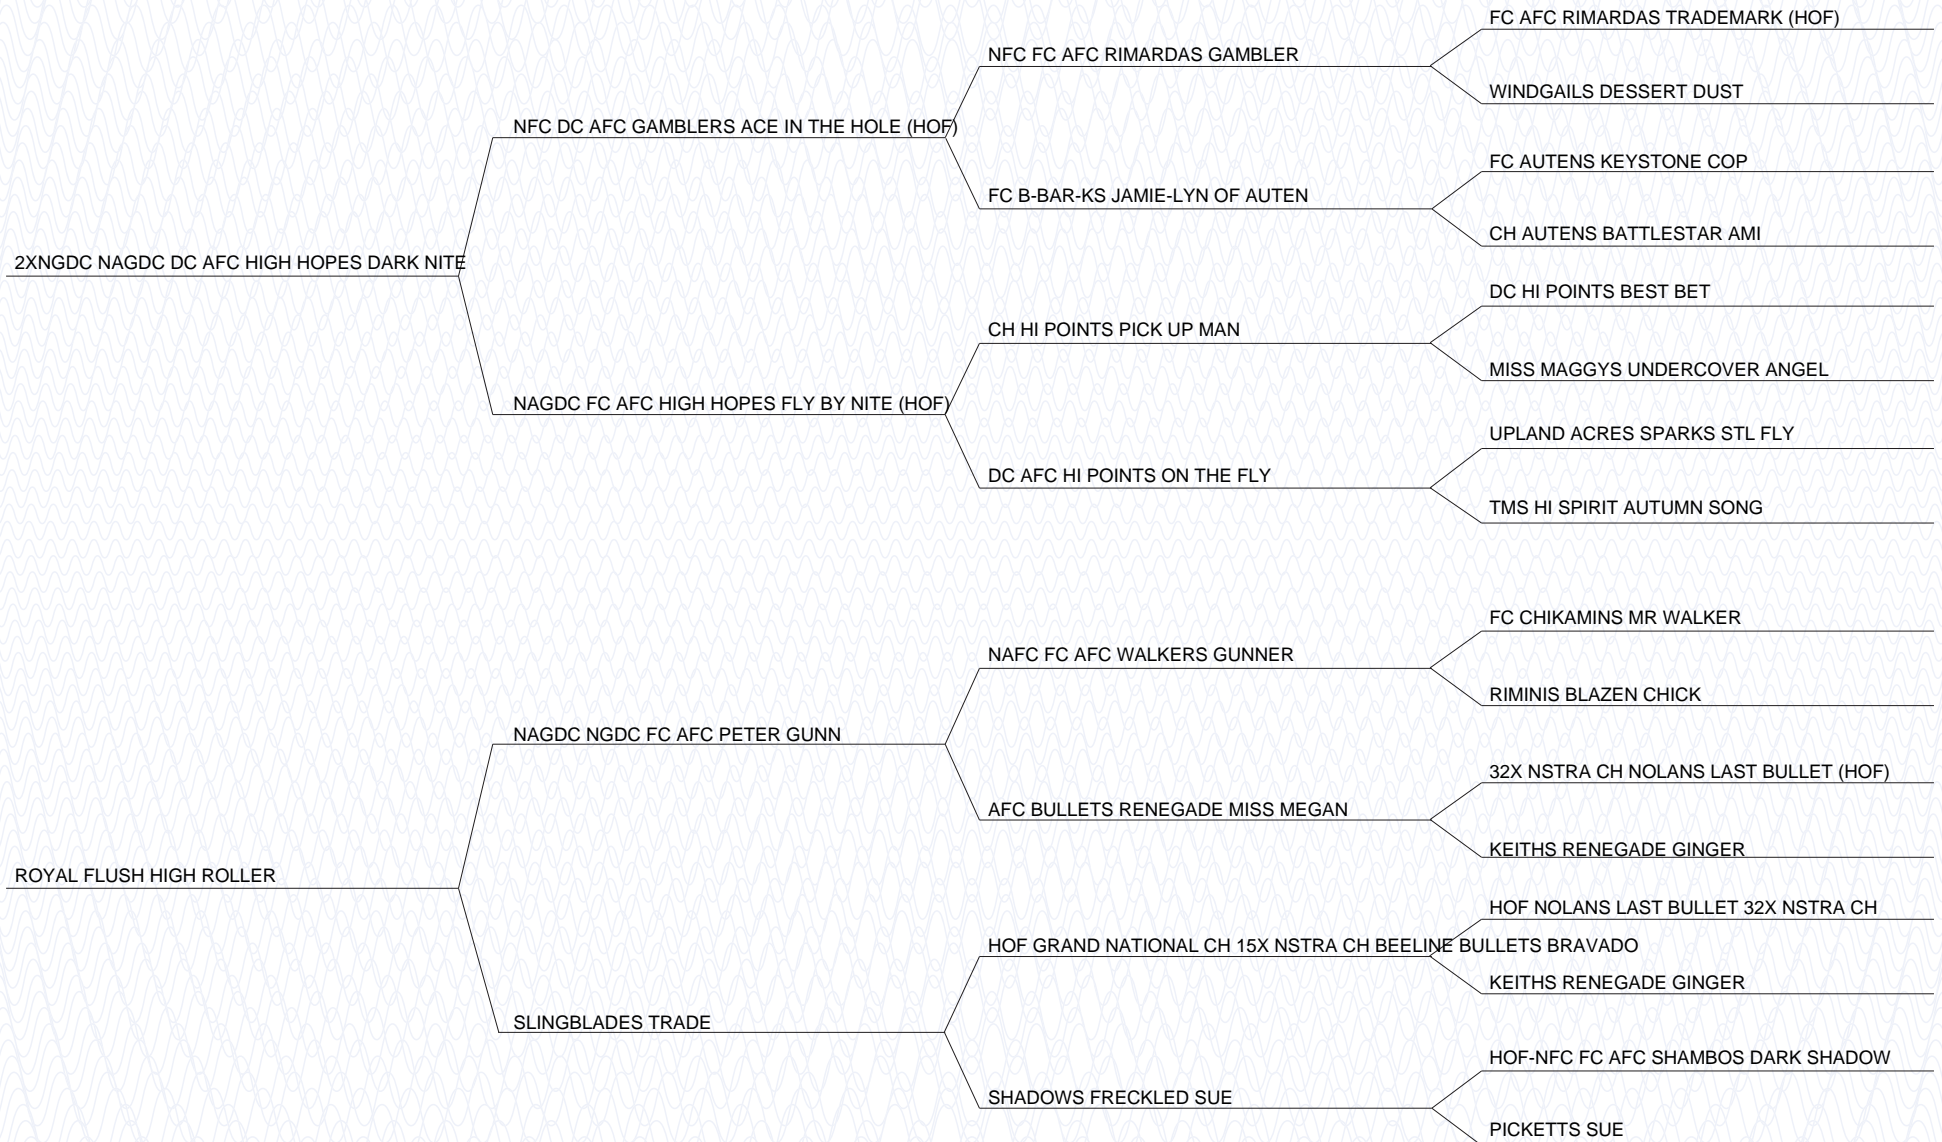 FC AFC RIMARDAS TRADEMARK (HOF)
NFC FC AFC RIMARDAS GAMBLER
WINDGAILS DESSERT DUST
NFC DC AFC GAMBLERS ACE IN THE HOLE (HOF)
FC AUTENS KEYSTONE COP
FC B-BAR-KS JAMIE-LYN OF AUTEN
CH AUTENS BATTLESTAR AMI
2XNGDC NAGDC DC AFC HIGH HOPES DARK NITE
DC HI POINTS BEST BET
CH HI POINTS PICK UP MAN
MISS MAGGYS UNDERCOVER ANGEL
NAGDC FC AFC HIGH HOPES FLY BY NITE (HOF)
UPLAND ACRES SPARKS STL FLY
DC AFC HI POINTS ON THE FLY
TMS HI SPIRIT AUTUMN SONG
FC CHIKAMINS MR WALKER
NAFC FC AFC WALKERS GUNNER
RIMINIS BLAZEN CHICK
NAGDC NGDC FC AFC PETER GUNN
32X NSTRA CH NOLANS LAST BULLET (HOF)
AFC BULLETS RENEGADE MISS MEGAN
KEITHS RENEGADE GINGER
ROYAL FLUSH HIGH ROLLER
HOF NOLANS LAST BULLET 32X NSTRA CH
HOF GRAND NATIONAL CH 15X NSTRA CH BEELINE BULLETS BRAVADO
KEITHS RENEGADE GINGER
SLINGBLADES TRADE
HOF-NFC FC AFC SHAMBOS DARK SHADOW
SHADOWS FRECKLED SUE
PICKETTS SUE